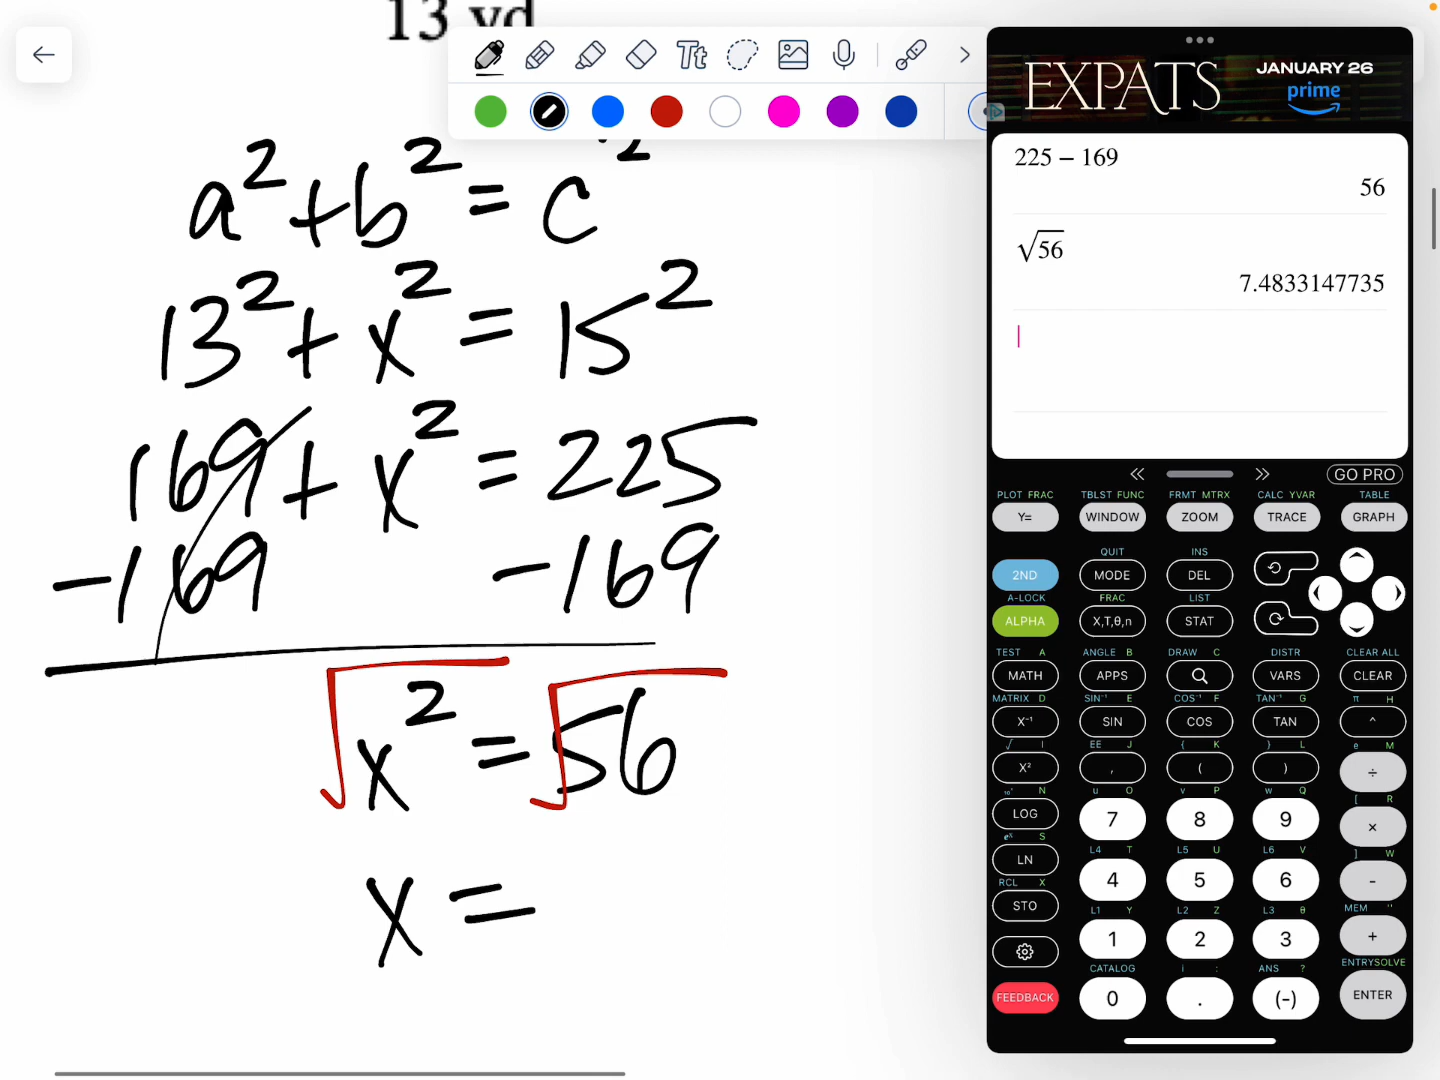 13 yd
Tt
a² + b² = c²
13² + x² = 15²
169 + x² = 225
-169 -169
√x² = √56
x =
EXPATS
JANUARY 26
prime
225 – 169
56
√56
7.4833147735
GO PRO
PLOT FRAC TBLST FUNC FRMT MTRX CALC YVAR TABLE
Y= WINDOW ZOOM TRACE GRAPH
QUIT INS
2ND MODE DEL
A-LOCK FRAC LIST
ALPHA X,T,θ,n STAT
TEST A ANGLE B DRAW C DISTR CLEAR ALL
MATH APPS VARS CLEAR
MATRIX D SIN⁻¹ E COS⁻¹ F TAN⁻¹ G π H
X⁻¹ SIN COS TAN ^
√ I EE J { K } L e M
X² , ( ) ÷
10ˣ N u O v P w Q [ R
LOG 7 8 9 ×
eˣ S L4 T L5 U L6 V ] W
LN 4 5 6 -
RCL X L1 Y L2 Z L3 θ MEM "
STO 1 2 3 +
CATALOG i : ANS ? ENTRY SOLVE
FEEDBACK 0 . (-) ENTER